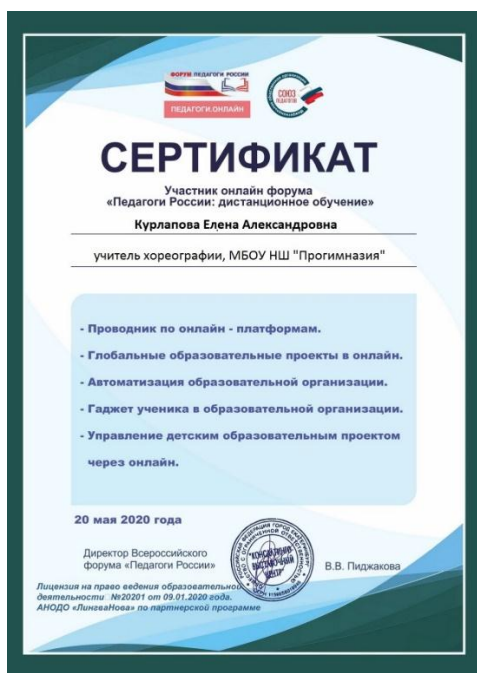 ФОРУМ ПЕДАГОГИ РОССИИ
ПЕДАГОГИ.ОНЛАЙН
СОЮЗ
ПЕДАГОГОВ
СЕРТИФИКАТ
Участник онлайн форума
«Педагоги России: дистанционное обучение»
Курлапова Елена Александровна
учитель хореографии, МБОУ НШ "Прогимназия"
- Проводник по онлайн - платформам.
- Глобальные образовательные проекты в онлайн.
- Автоматизация образовательной организации.
- Гаджет ученика в образовательной организации.
- Управление детским образовательным проектом
через онлайн.
20 мая 2020 года
Директор Всероссийского
форума «Педагоги России»
В.В. Пиджакова
Лицензия на право ведения образовательной
деятельности №20201 от 09.01.2020 года.
АНОДО «ЛингваНова» по партнерской программе